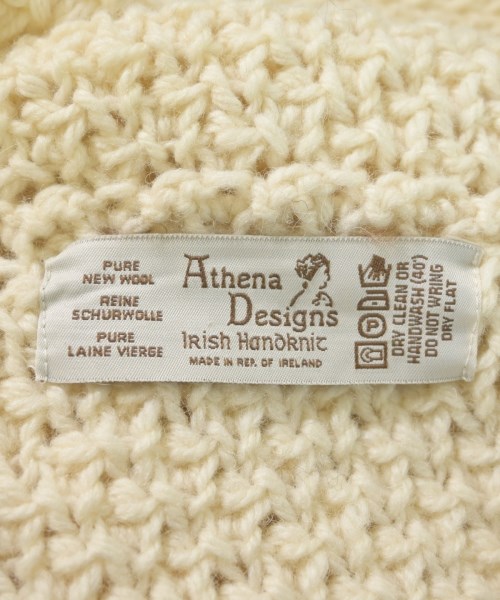 PURE
NEW WOOL
REINE
SCHURWOLLE
PURE
LAINE VIERGE
Athena
Designs
Irish Handknit
MADE IN REP. OF IRELAND
DRY CLEAN OR
HANDWASH (40°)
DO NOT WRING
DRY FLAT
P